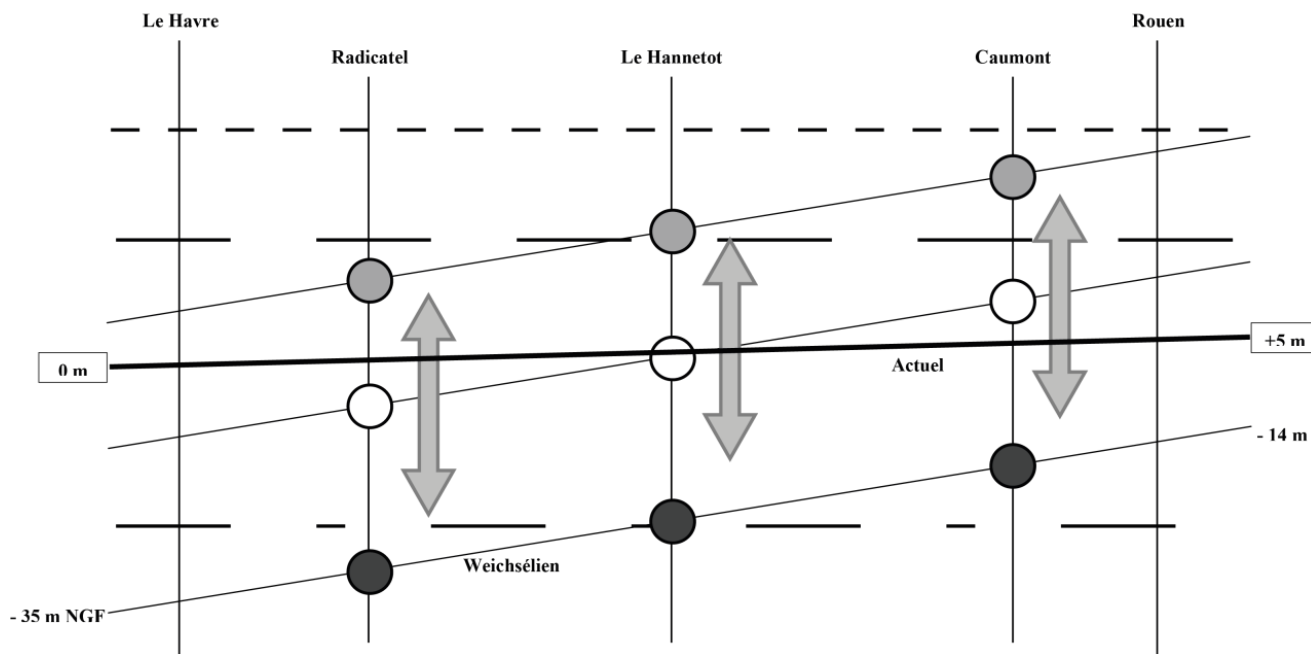 Le Havre
Rouen
Radicatel
Le Hannetot
Caumont
0 m
+5 m
Actuel
- 14 m
Weichsélien
- 35 m NGF